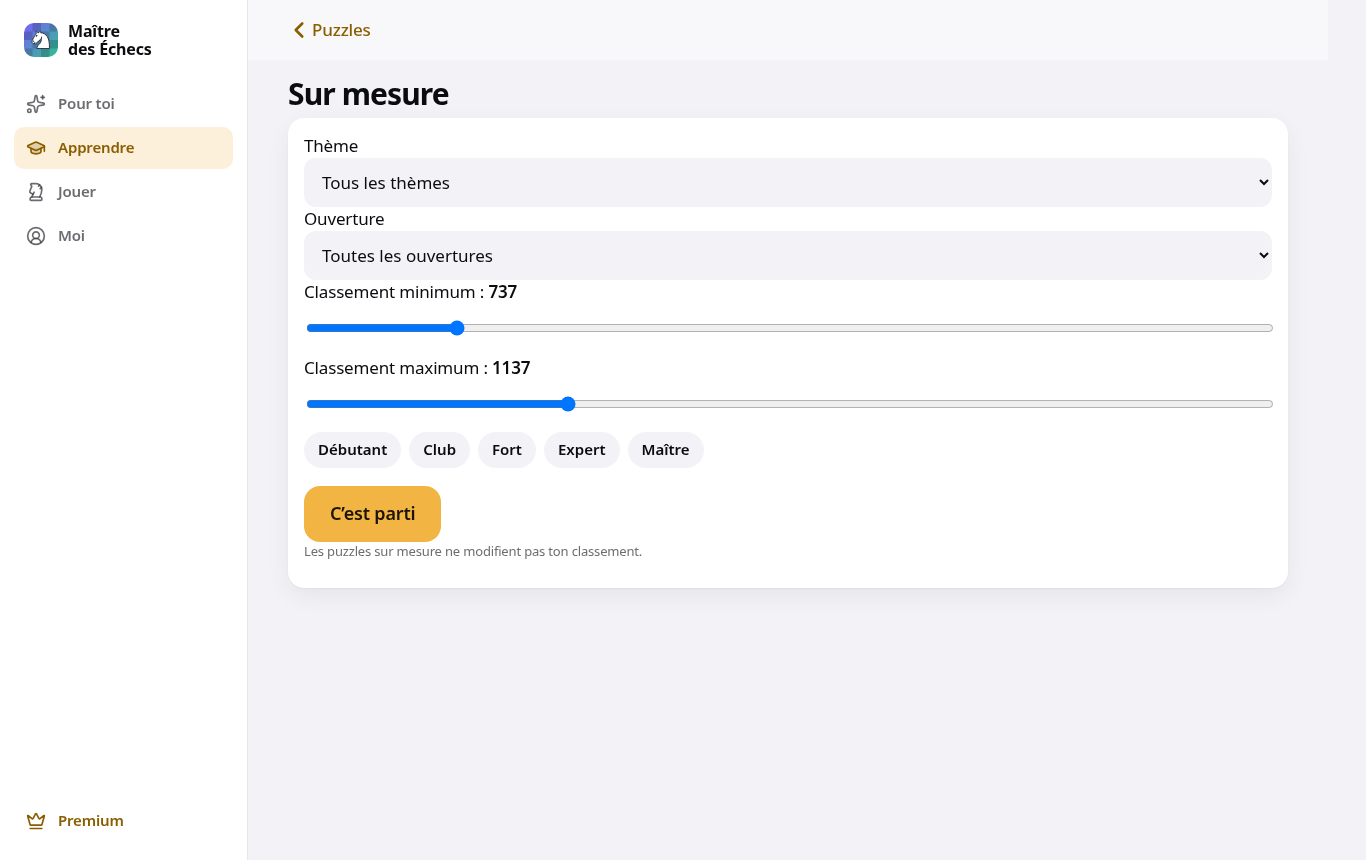 Maître
des Échecs
Pour toi
Apprendre
Jouer
Moi
Premium
Puzzles
Sur mesure
Thème
Tous les thèmes
Ouverture
Toutes les ouvertures
Classement minimum : 737
Classement maximum : 1137
Débutant Club Fort Expert Maître
C’est parti
Les puzzles sur mesure ne modifient pas ton classement.